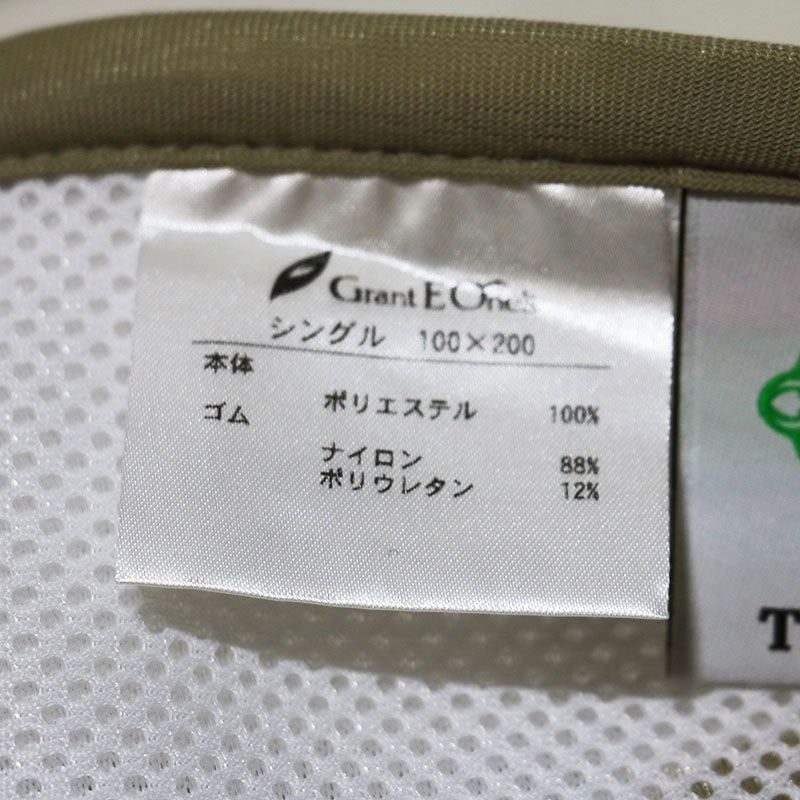 Grant E One's
シングル 100×200
本体
ポリエステル 100%
ゴム
ナイロン 88%
ポリウレタン 12%
T